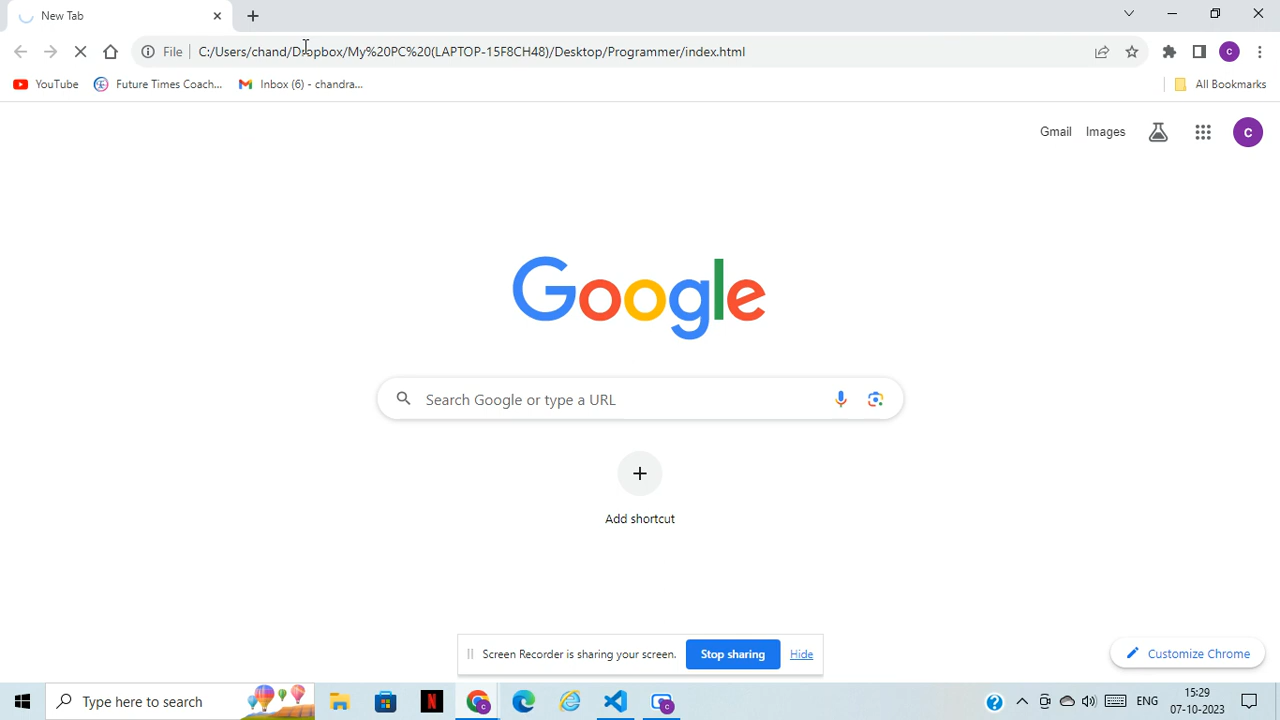 New Tab
File C:/Users/chand/Dropbox/My%20PC%20(LAPTOP-15F8CH48)/Desktop/Programmer/index.html
C
YouTube Future Times Coach... Inbox (6) - chandra... All Bookmarks
Gmail Images C
Google
Search Google or type a URL
Add shortcut
Screen Recorder is sharing your screen. Stop sharing Hide
Customize Chrome
Type here to search
ENG 15:29
07-10-2023